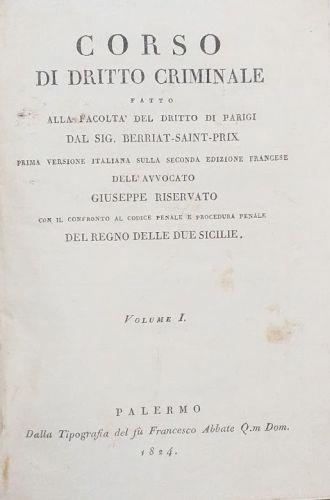 CORSO
DI DRITTO CRIMINALE
FATTO
ALLA FACOLTA' DEL DRITTO DI PARIGI
DAL SIG. BERRIAT-SAINT-PRIX
PRIMA VERSIONE ITALIANA SULLA SECONDA EDIZIONE FRANCESE
DELL'AVVOCATO
GIUSEPPE RISERVATO
CON IL CONFRONTO AL CODICE PENALE E PROCEDURA PENALE
DEL REGNO DELLE DUE SICILIE.
VOLUME I.
PALERMO
Dalla Tipografia del fù Francesco Abbate Q.m Dom.
1824.